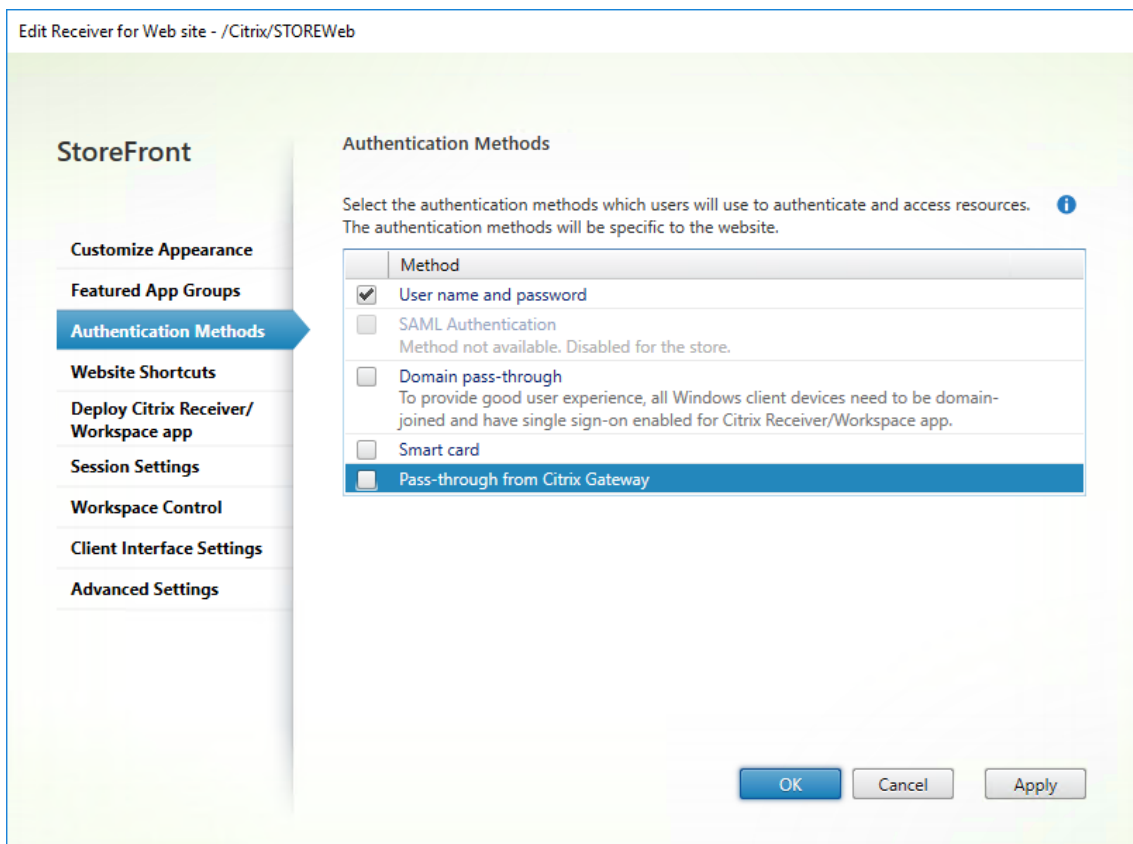 Edit Receiver for Web site - /Citrix/STOREWeb
StoreFront
Customize Appearance
Featured App Groups
Authentication Methods
Website Shortcuts
Deploy Citrix Receiver/
Workspace app
Session Settings
Workspace Control
Client Interface Settings
Advanced Settings
Authentication Methods
Select the authentication methods which users will use to authenticate and access resources.
The authentication methods will be specific to the website.
Method
User name and password
SAML Authentication
Method not available. Disabled for the store.
Domain pass-through
To provide good user experience, all Windows client devices need to be domain-
joined and have single sign-on enabled for Citrix Receiver/Workspace app.
Smart card
Pass-through from Citrix Gateway
OK
Cancel
Apply